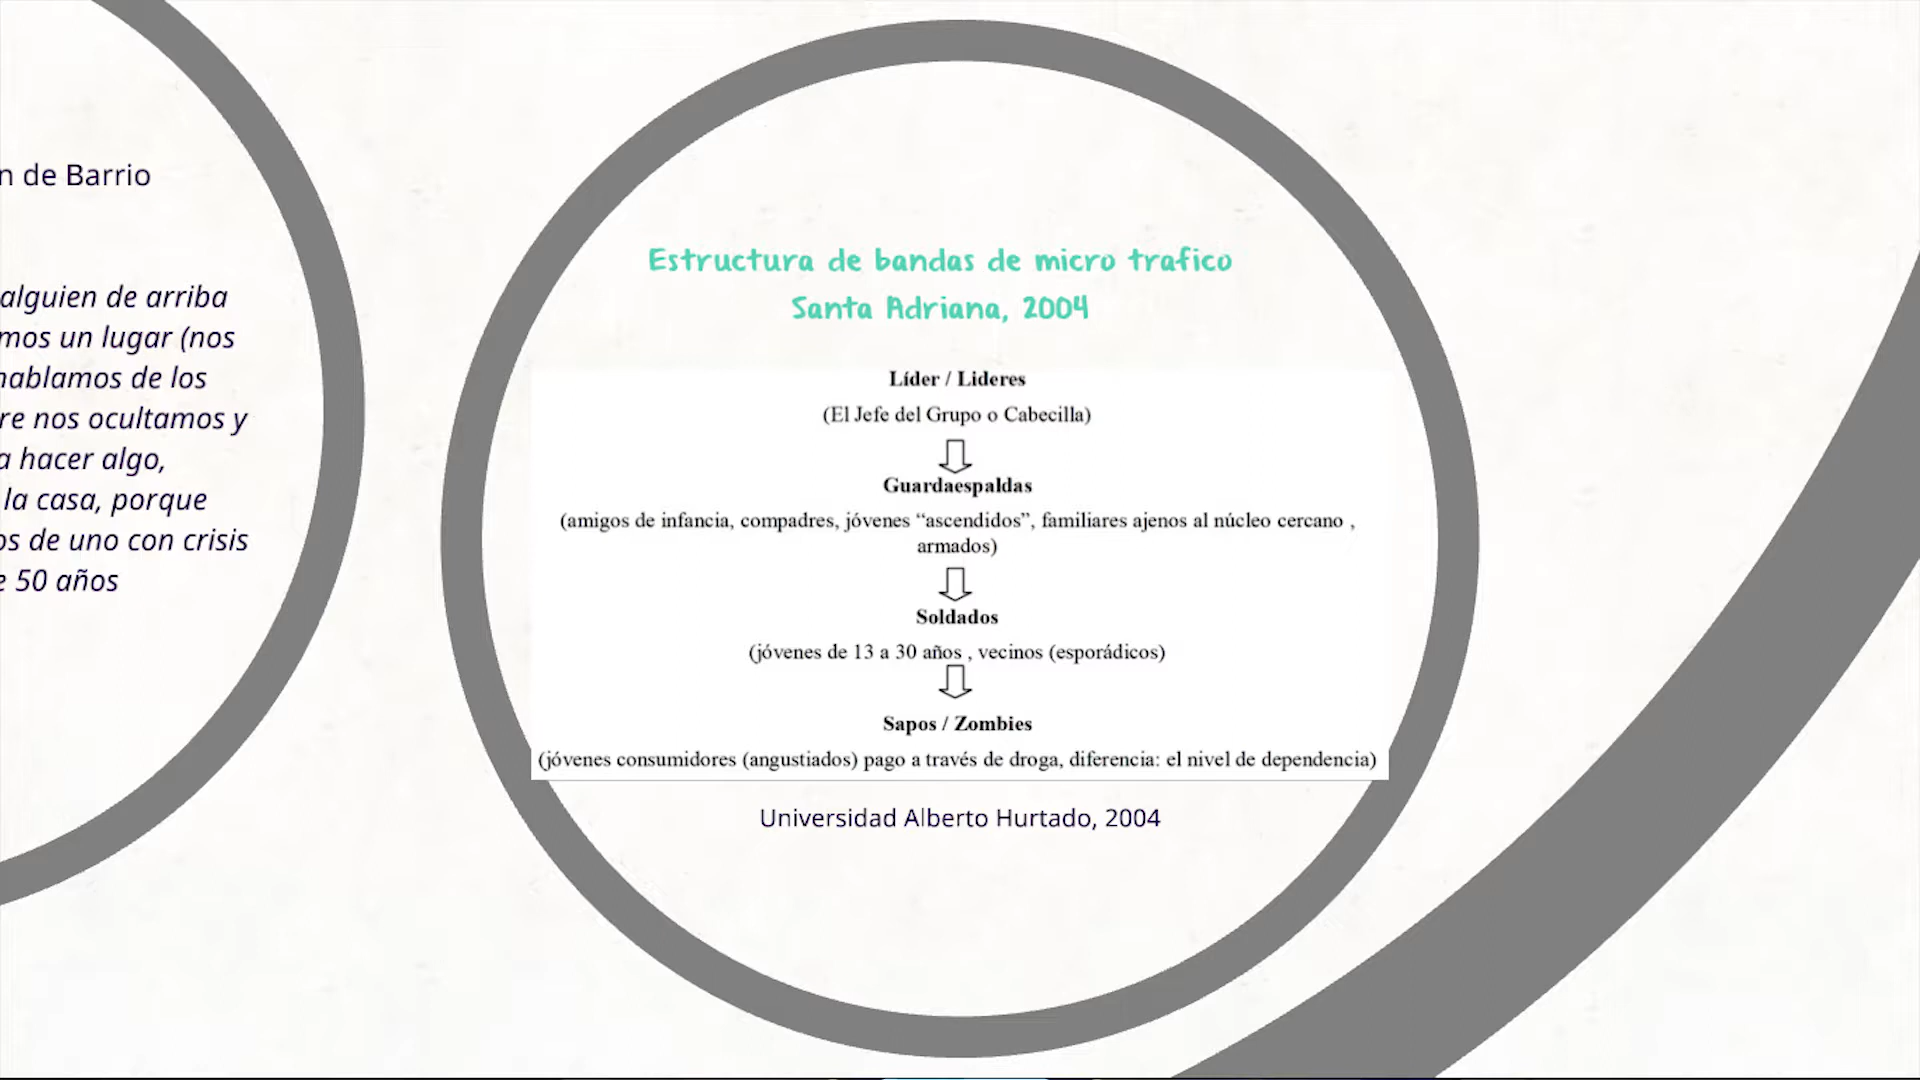 n de Barrio
alguien de arriba
mos un lugar (nos
hablamos de los
re nos ocultamos y
a hacer algo,
la casa, porque
os de uno con crisis
e 50 años
Estructura de bandas de micro trafico
Santa Adriana, 2004
Líder / Lideres
(El Jefe del Grupo o Cabecilla)
Guardaespaldas
(amigos de infancia, compadres, jóvenes “ascendidos”, familiares ajenos al núcleo cercano ,
armados)
Soldados
(jóvenes de 13 a 30 años , vecinos (esporádicos)
Sapos / Zombies
(jóvenes consumidores (angustiados) pago a través de droga, diferencia: el nivel de dependencia)
Universidad Alberto Hurtado, 2004